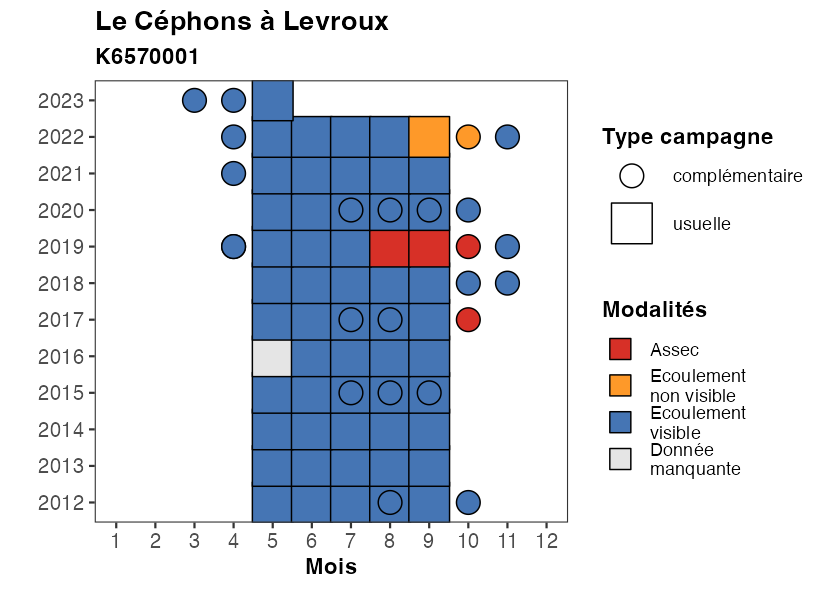 Le Céphons à Levroux
K6570001
2023
2022
2021
2020
2019
2018
2017
2016
2015
2014
2013
2012
1 2 3 4 5 6 7 8 9 10 11 12
Mois
Type campagne
complémentaire
usuelle
Modalités
Assec
Ecoulement
non visible
Ecoulement
visible
Donnée
manquante